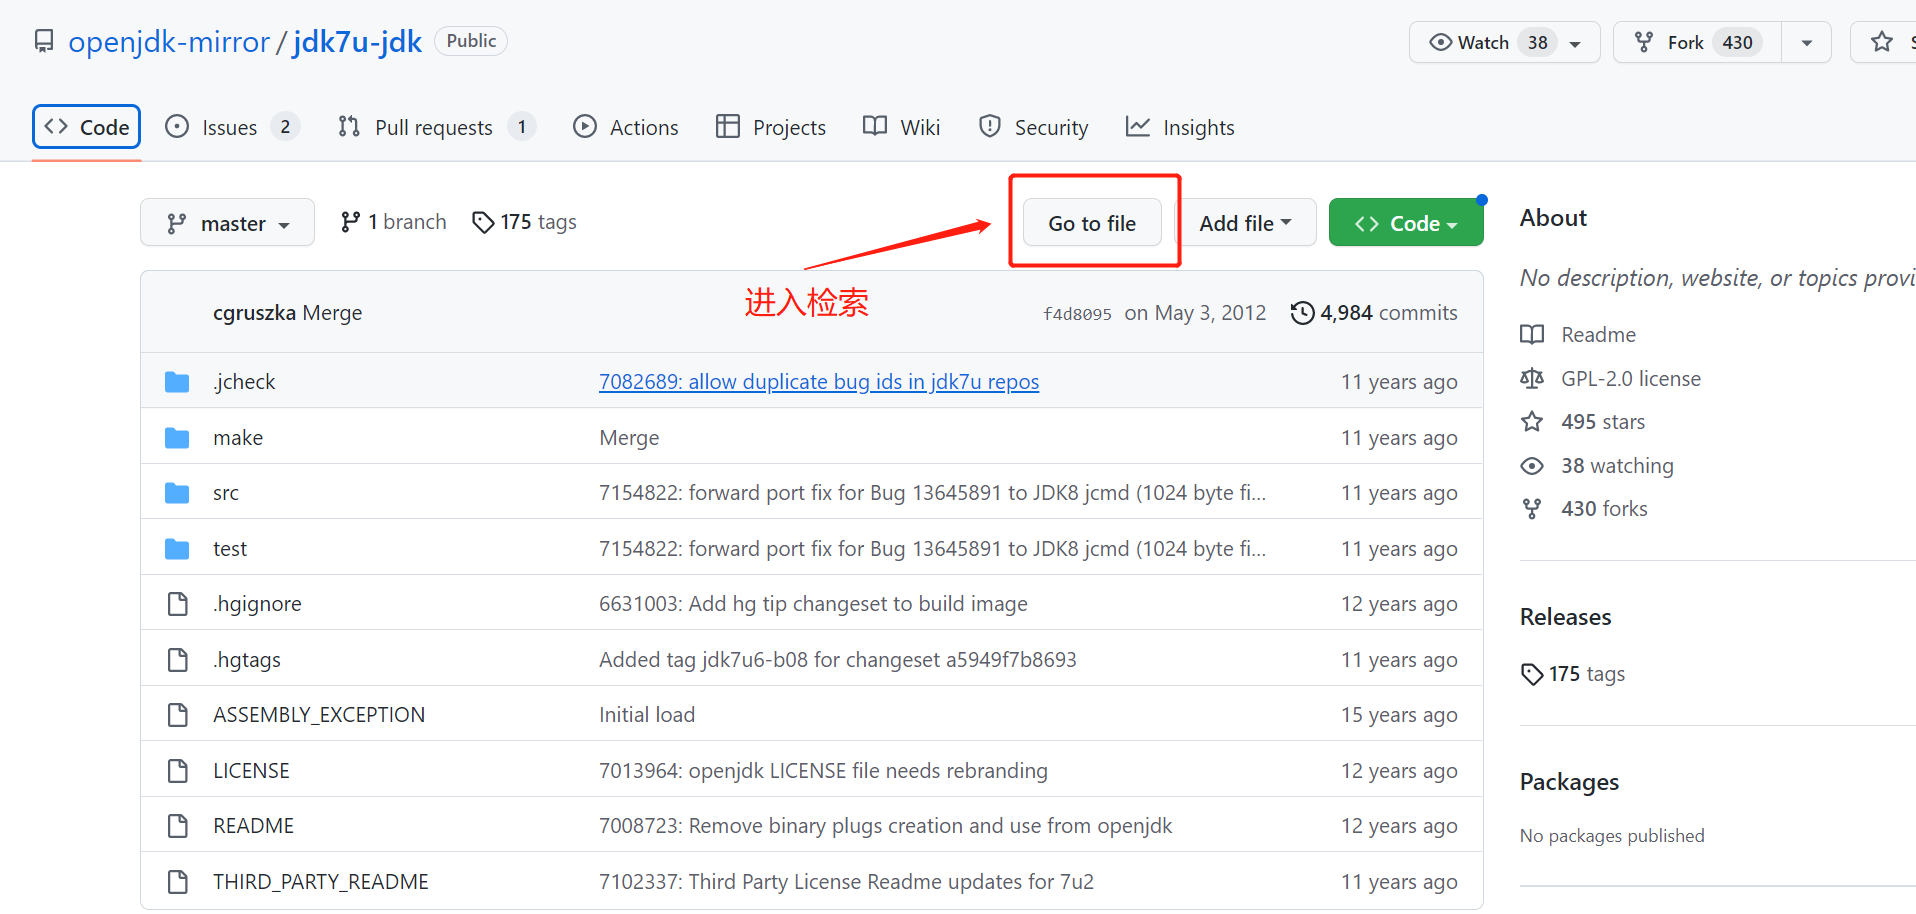 openjdk-mirror / jdk7u-jdk Public
Watch 38
Fork 430
Code
Issues 2
Pull requests 1
Actions
Projects
Wiki
Security
Insights
master
1 branch
175 tags
Go to file
Add file
Code
进入检索
cgruszka Merge
f4d8095 on May 3, 2012
4,984 commits
.jcheck 7082689: allow duplicate bug ids in jdk7u repos 11 years ago
make Merge 11 years ago
src 7154822: forward port fix for Bug 13645891 to JDK8 jcmd (1024 byte fi... 11 years ago
test 7154822: forward port fix for Bug 13645891 to JDK8 jcmd (1024 byte fi... 11 years ago
.hgignore 6631003: Add hg tip changeset to build image 12 years ago
.hgtags Added tag jdk7u6-b08 for changeset a5949f7b8693 11 years ago
ASSEMBLY_EXCEPTION Initial load 15 years ago
LICENSE 7013964: openjdk LICENSE file needs rebranding 12 years ago
README 7008723: Remove binary plugs creation and use from openjdk 12 years ago
THIRD_PARTY_README 7102337: Third Party License Readme updates for 7u2 11 years ago
About
No description, website, or topics provi
Readme
GPL-2.0 license
495 stars
38 watching
430 forks
Releases
175 tags
Packages
No packages published